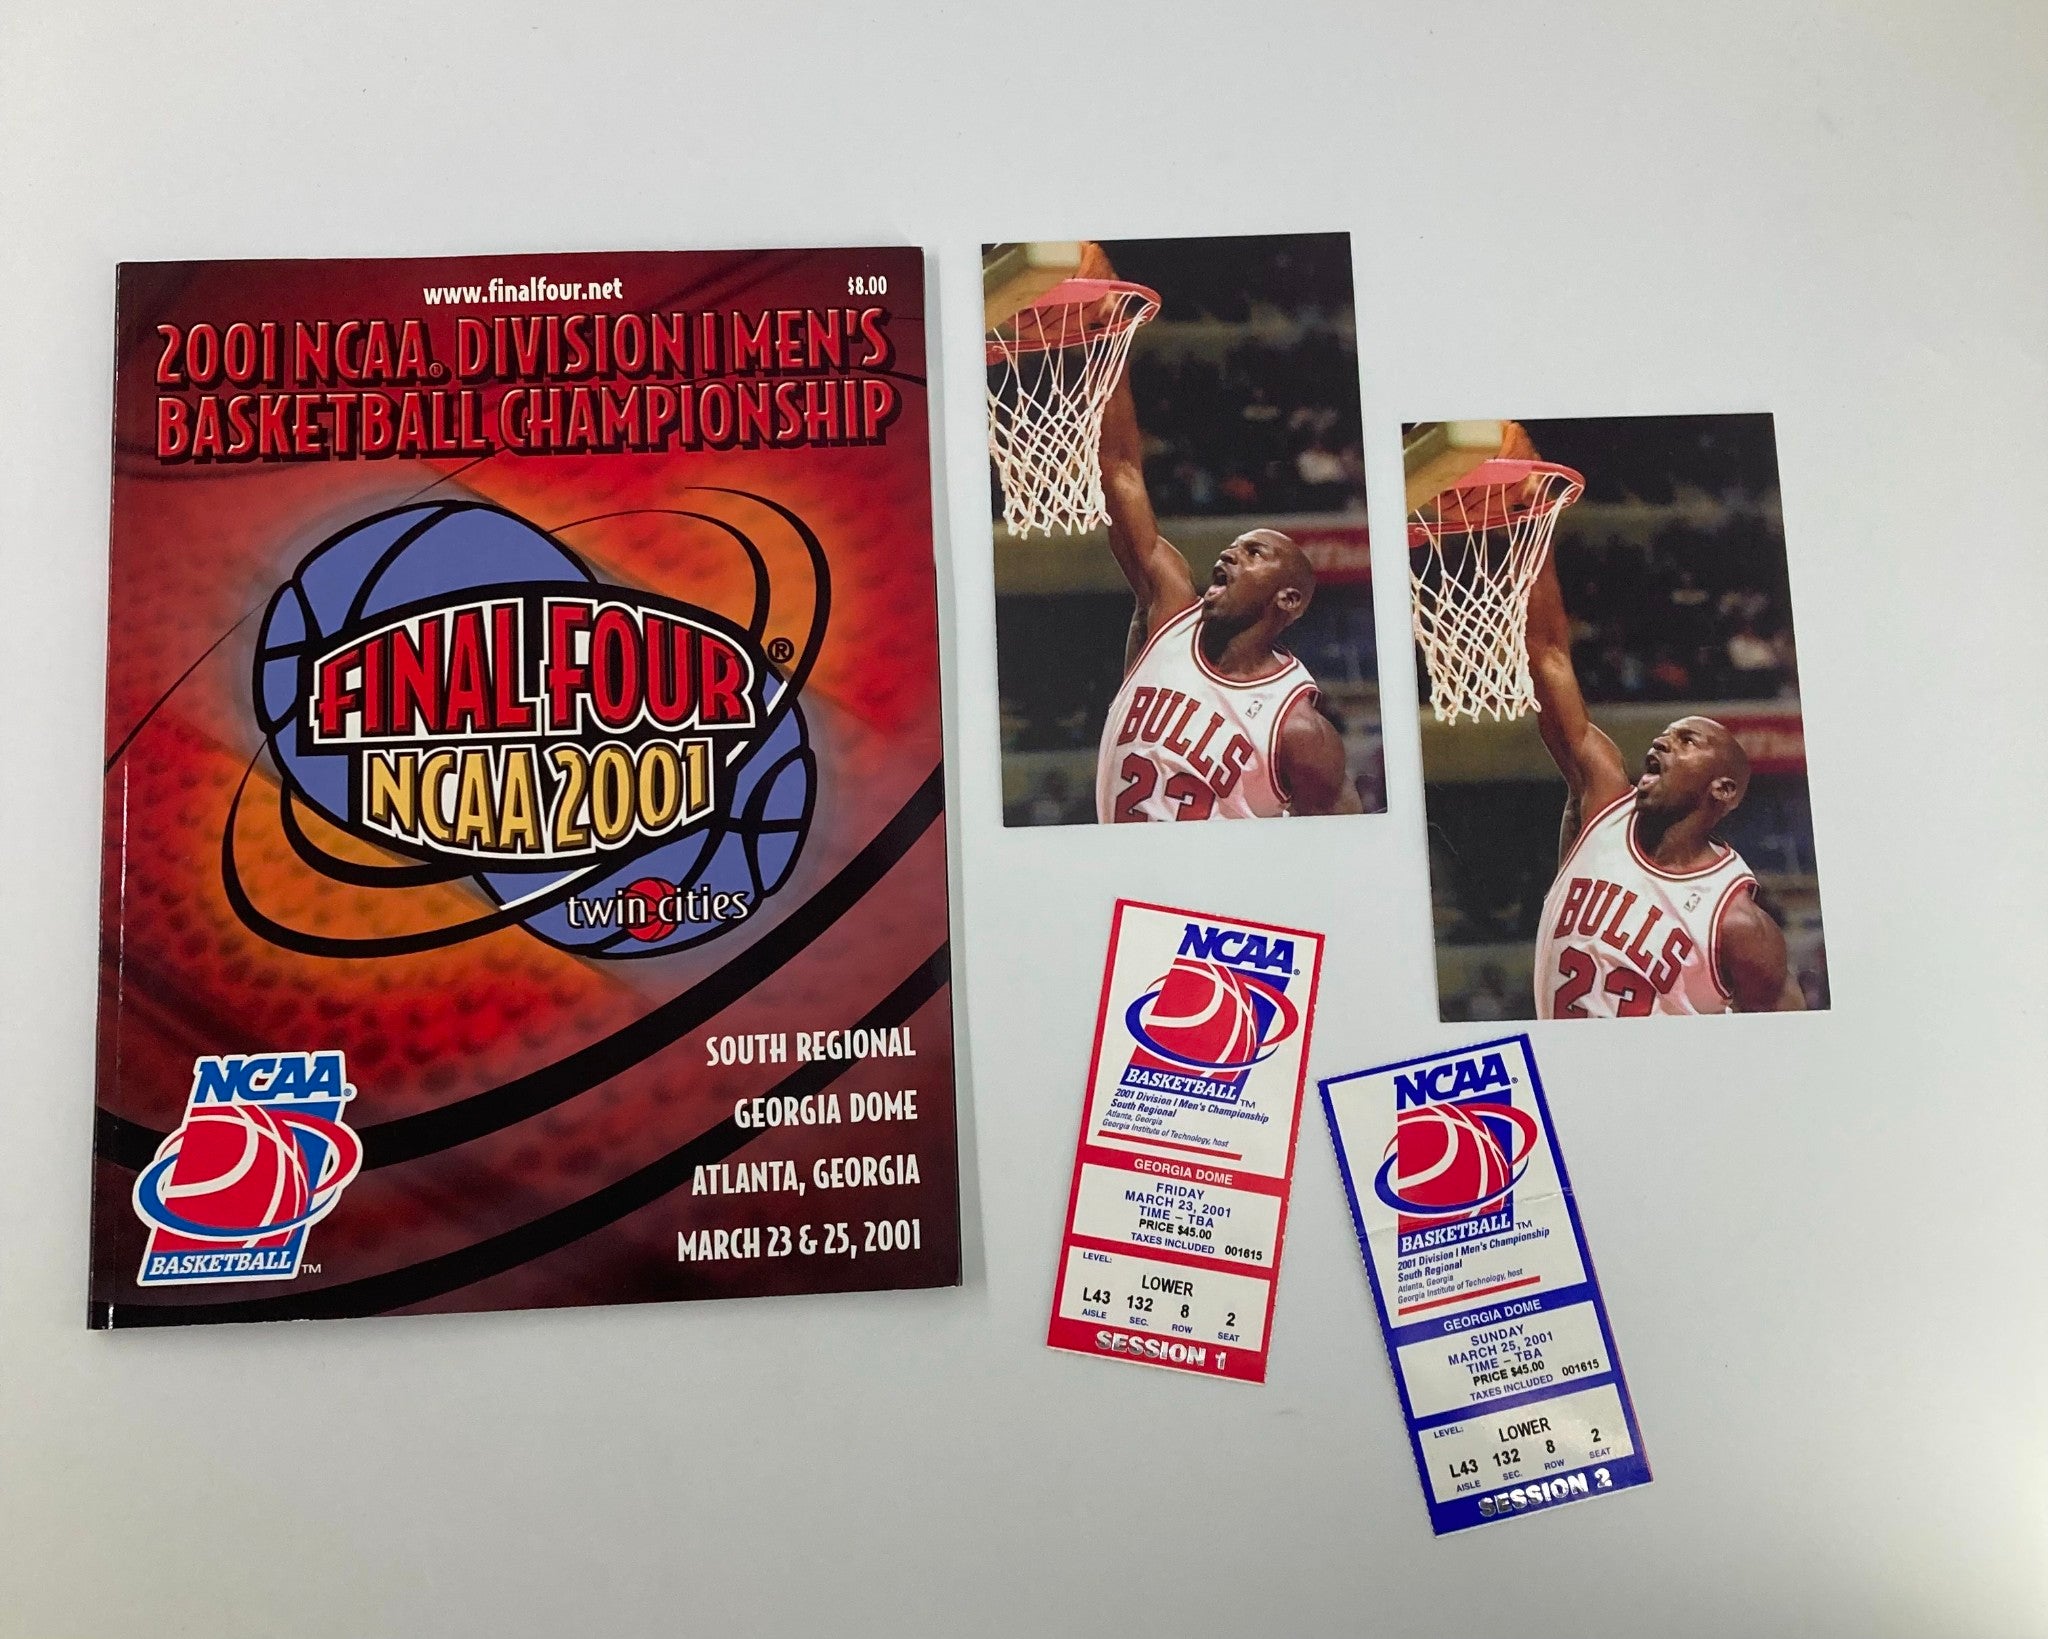 www.finalfour.net
$8.00
2001 NCAA® DIVISION I MEN'S
BASKETBALL CHAMPIONSHIP
FINAL FOUR®
NCAA 2001
twin cities
SOUTH REGIONAL
GEORGIA DOME
ATLANTA, GEORGIA
MARCH 23 & 25, 2001
NCAA®
BASKETBALL™
BULLS
23
BULLS
23
NCAA®
BASKETBALL™
2001 Division I Men's Championship
South Regional
Atlanta, Georgia
Georgia Institute of Technology, host
GEORGIA DOME
FRIDAY
MARCH 23, 2001
TIME – TBA
PRICE $45.00
TAXES INCLUDED 001615
LEVEL:
LOWER
L43 132 8 2
AISLE SEC. ROW SEAT
SESSION 1
NCAA®
BASKETBALL™
2001 Division I Men's Championship
South Regional
Atlanta, Georgia
Georgia Institute of Technology, host
GEORGIA DOME
SUNDAY
MARCH 25, 2001
TIME – TBA
PRICE $45.00
TAXES INCLUDED 001615
LEVEL:
LOWER
L43 132 8 2
AISLE SEC. ROW SEAT
SESSION 2